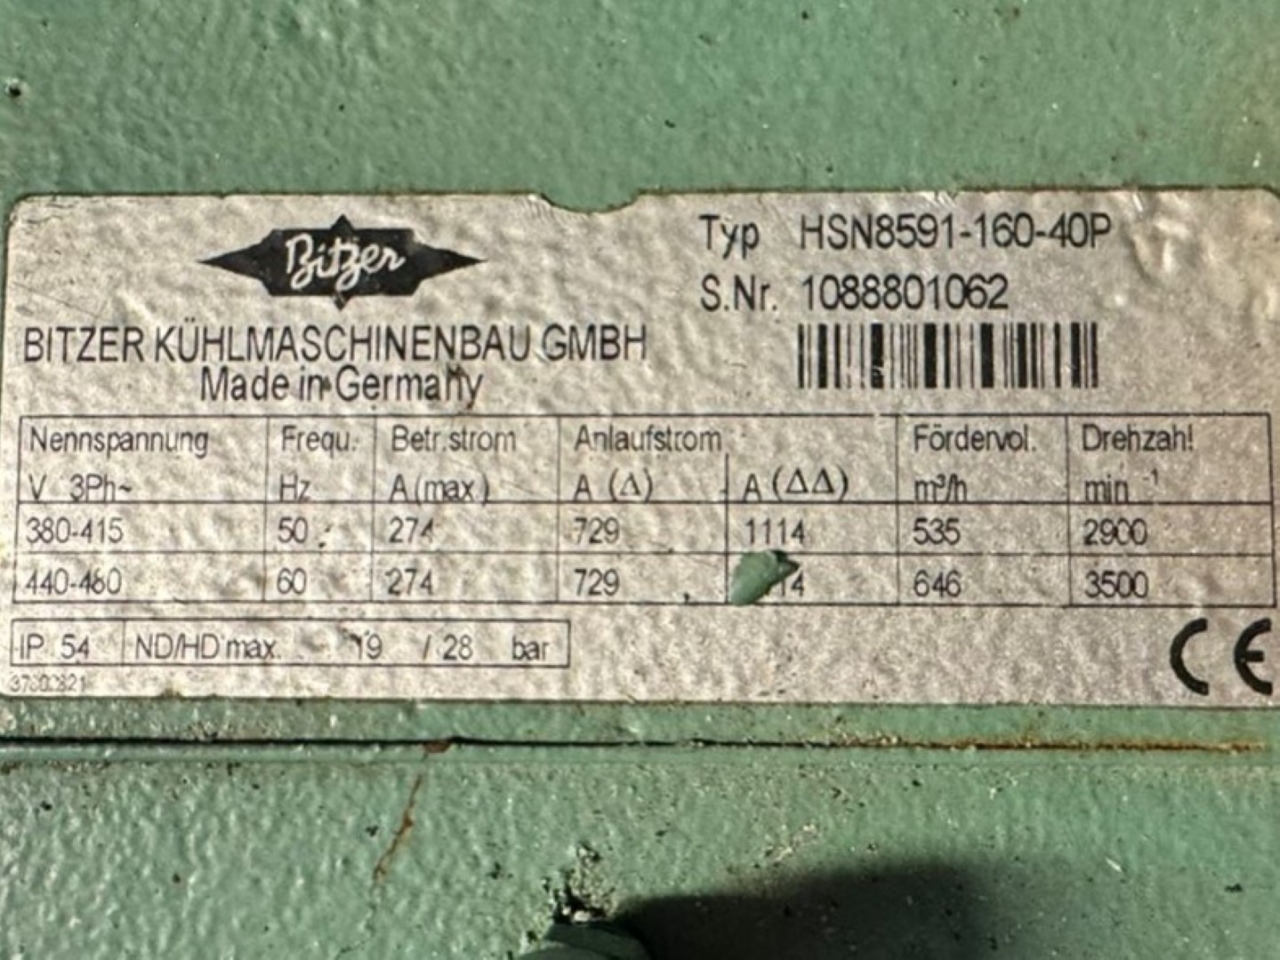 Bitzer
Typ HSN8591-160-40P
S.Nr. 1088801062
BITZER KÜHLMASCHINENBAU GMBH
Made in Germany
Nennspannung Frequ. Betr.strom Anlaufstrom Fördervol. Drehzahl
V 3Ph~ Hz A (max) A (Δ) A (ΔΔ) m³/h min -1
380-415 50 274 729 1114 535 2900
440-460 60 274 729 646 3500
IP 54 ND/HD max. 19 / 28 bar
CE